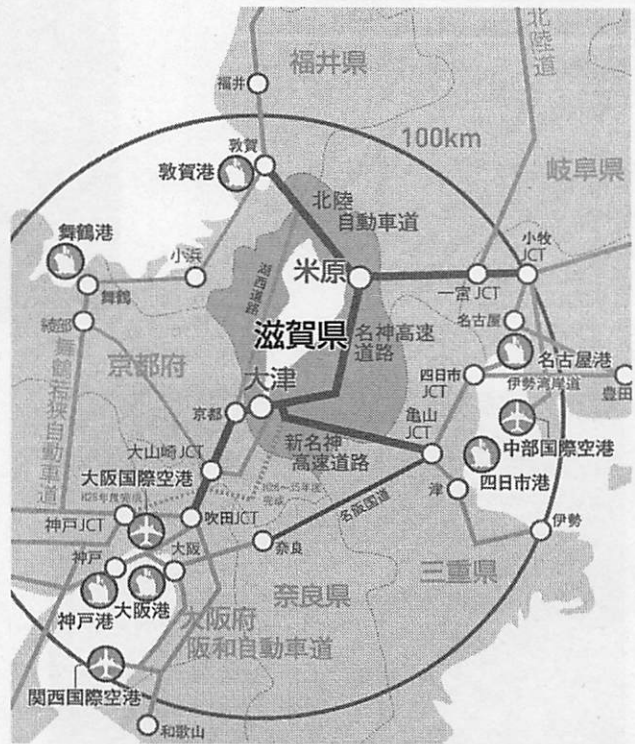 北陸道
福井県
福井
100km
岐阜県
敦賀
敦賀港
北陸
自動車道
舞鶴港
小浜
小牧
JCT
米原
舞鶴
一宮JCT
湖西道路
綾部
滋賀県
名神高速
道路
名古屋
名古屋港
京都府
舞鶴若狭自動車道
大津
四日市
JCT
伊勢湾岸道
豊田
京都
亀山
JCT
中部国際空港
新名神
高速道路
大山崎JCT
大阪国際空港
四日市港
津
H28年度完成
神戸JCT
吹田JCT
名阪国道
伊勢
奈良
神戸
大阪
三重県
神戸港
大阪港
奈良県
大阪府
阪和自動車道
関西国際空港
和歌山